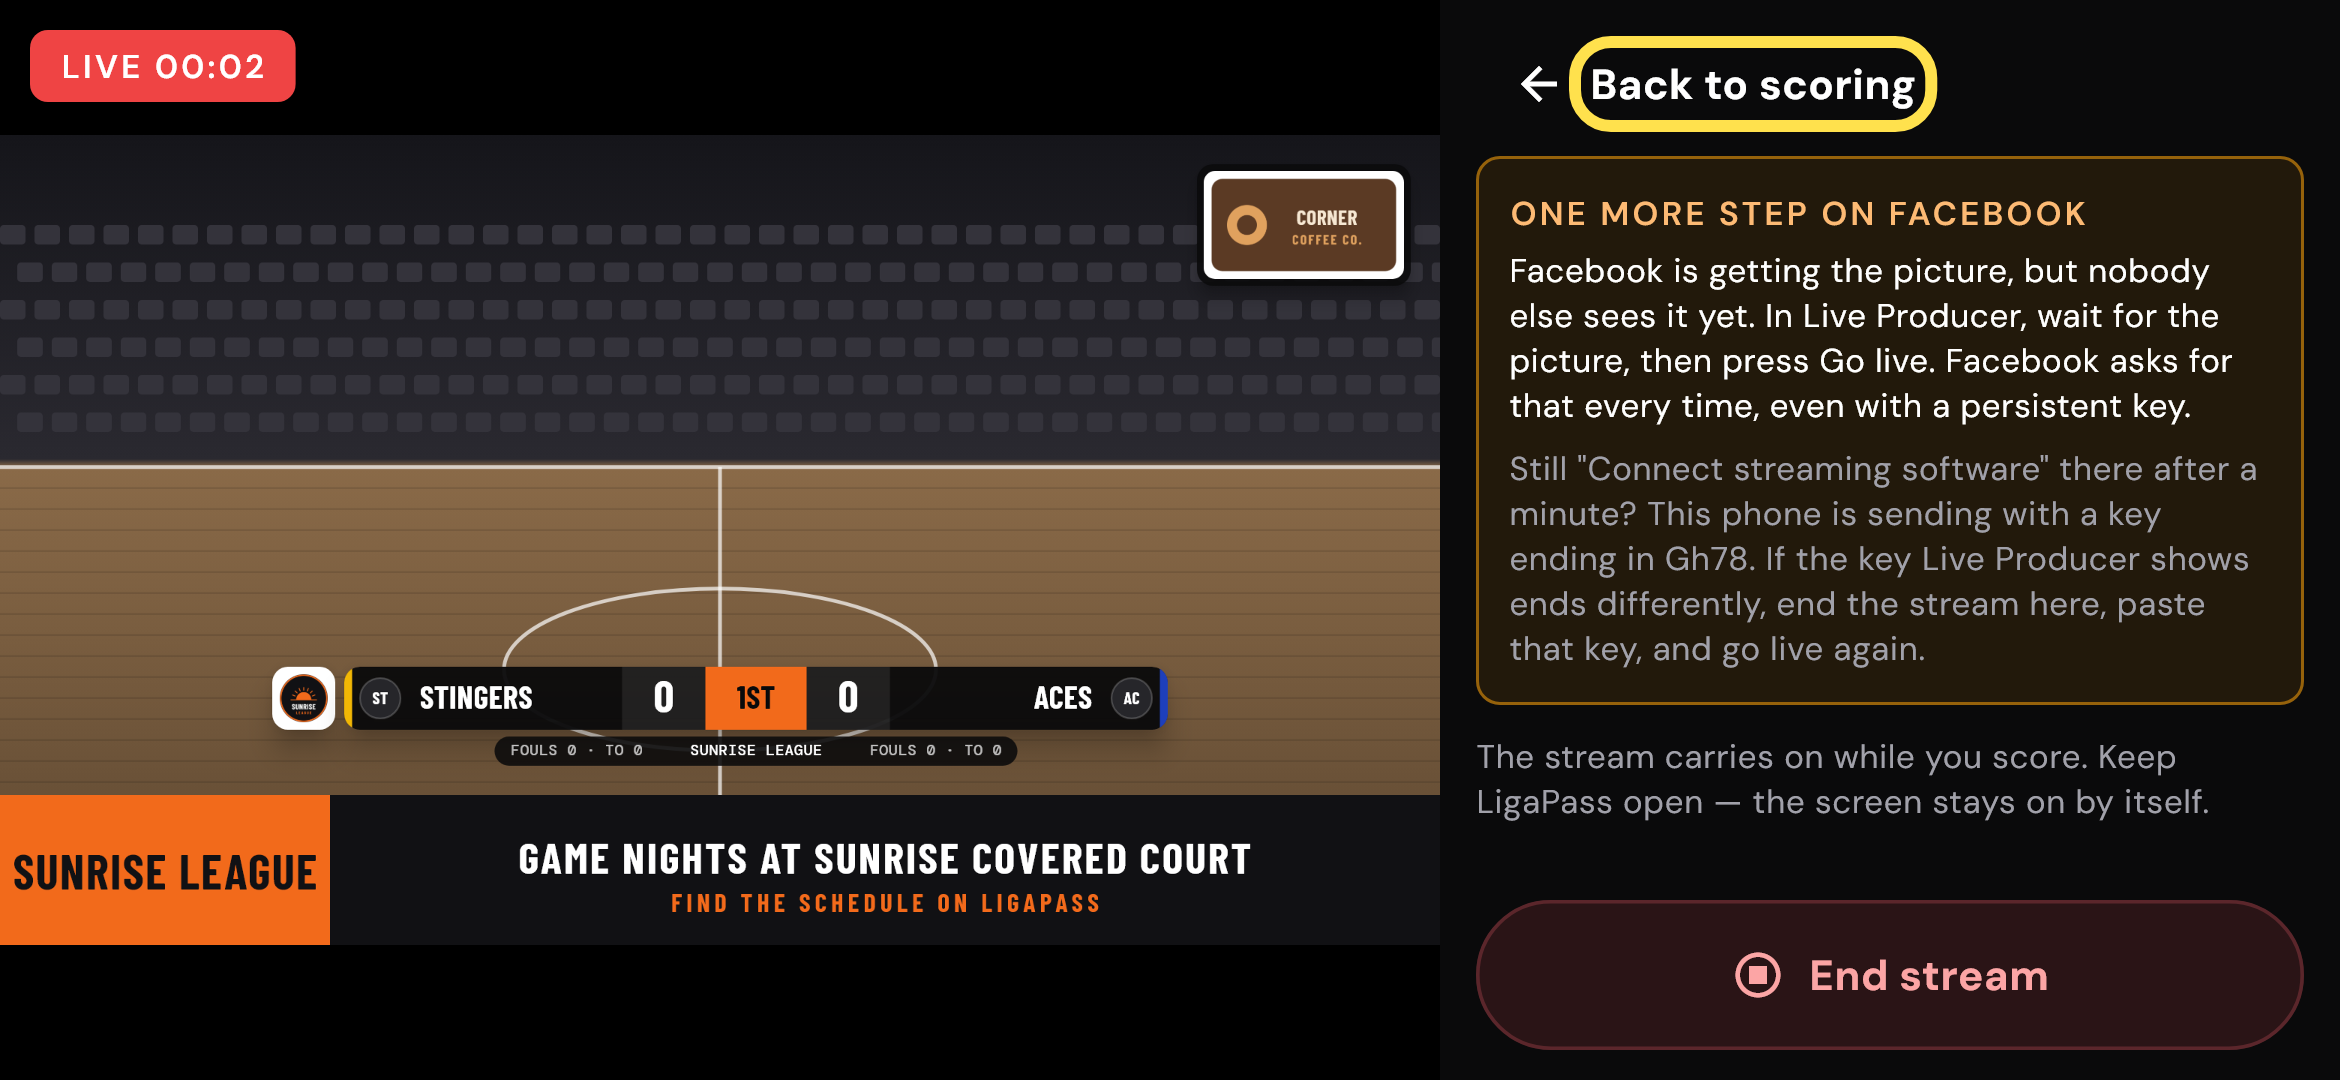 LIVE 00:02
CORNER
COFFEE CO.
SUNRISE
LEAGUE
ST
STINGERS
0
1ST
0
ACES
AC
FOULS 0 · TO 0
SUNRISE LEAGUE
FOULS 0 · TO 0
SUNRISE LEAGUE
GAME NIGHTS AT SUNRISE COVERED COURT
FIND THE SCHEDULE ON LIGAPASS
Back to scoring
ONE MORE STEP ON FACEBOOK
Facebook is getting the picture, but nobody
else sees it yet. In Live Producer, wait for the
picture, then press Go live. Facebook asks for
that every time, even with a persistent key.
Still "Connect streaming software" there after a
minute? This phone is sending with a key
ending in Gh78. If the key Live Producer shows
ends differently, end the stream here, paste
that key, and go live again.
The stream carries on while you score. Keep
LigaPass open — the screen stays on by itself.
End stream